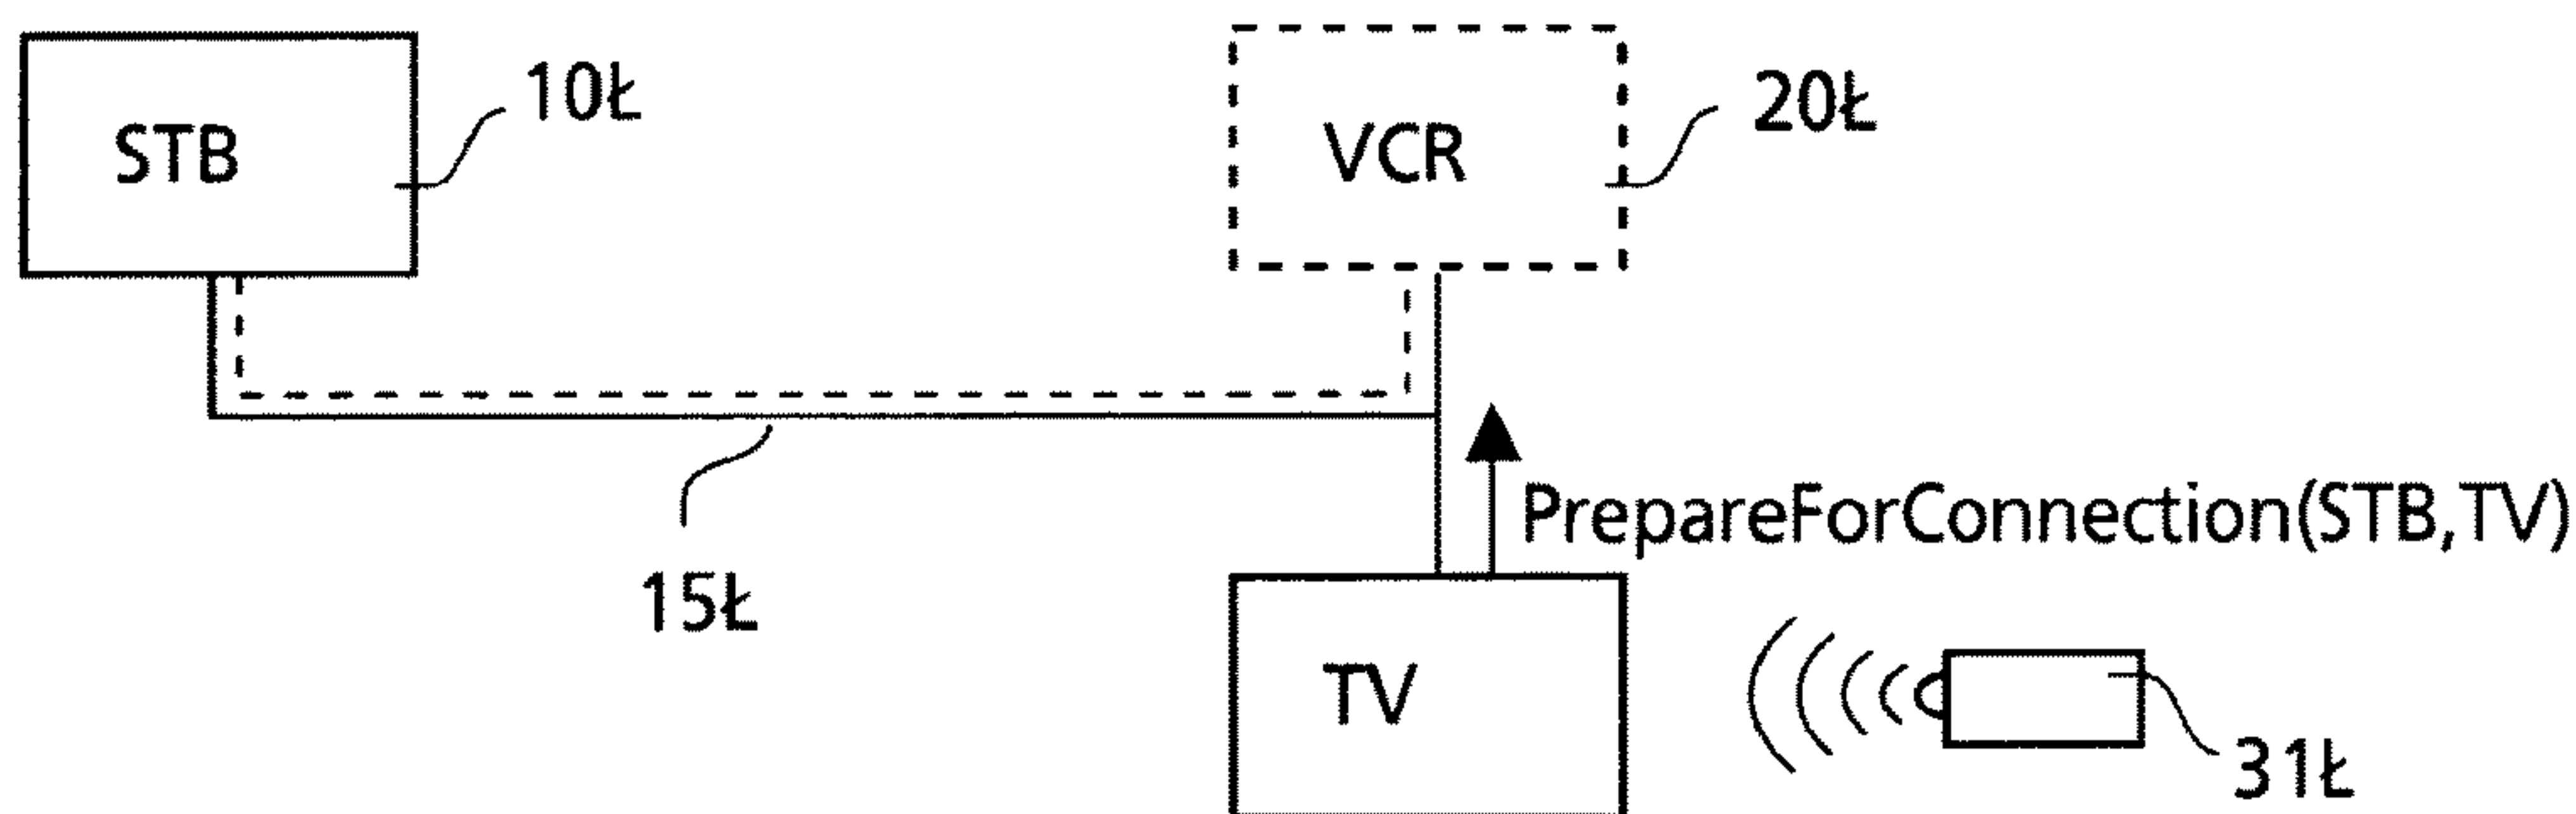 STB
10Ł
VCR
20Ł
15Ł
PrepareForConnection(STB,TV)
TV
31Ł